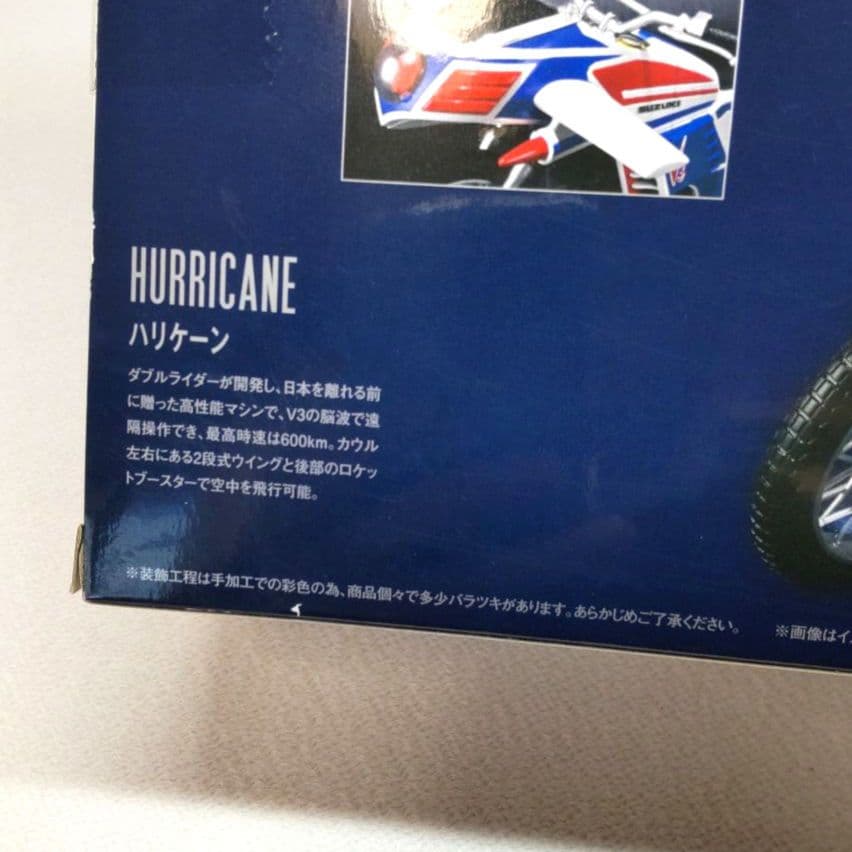 SUZUKI
V3
HURRICANE
ハリケーン
ダブルライダーが開発し、日本を離れる前
に贈った高性能マシンで、V3の脳波で遠
隔操作でき、最高時速は600km。カウル
左右にある2段式ウイングと後部のロケッ
トブースターで空中を飛行可能。
※装飾工程は手加工での彩色の為、商品個々で多少バラツキがあります。あらかじめご了承ください。
※画像はイ